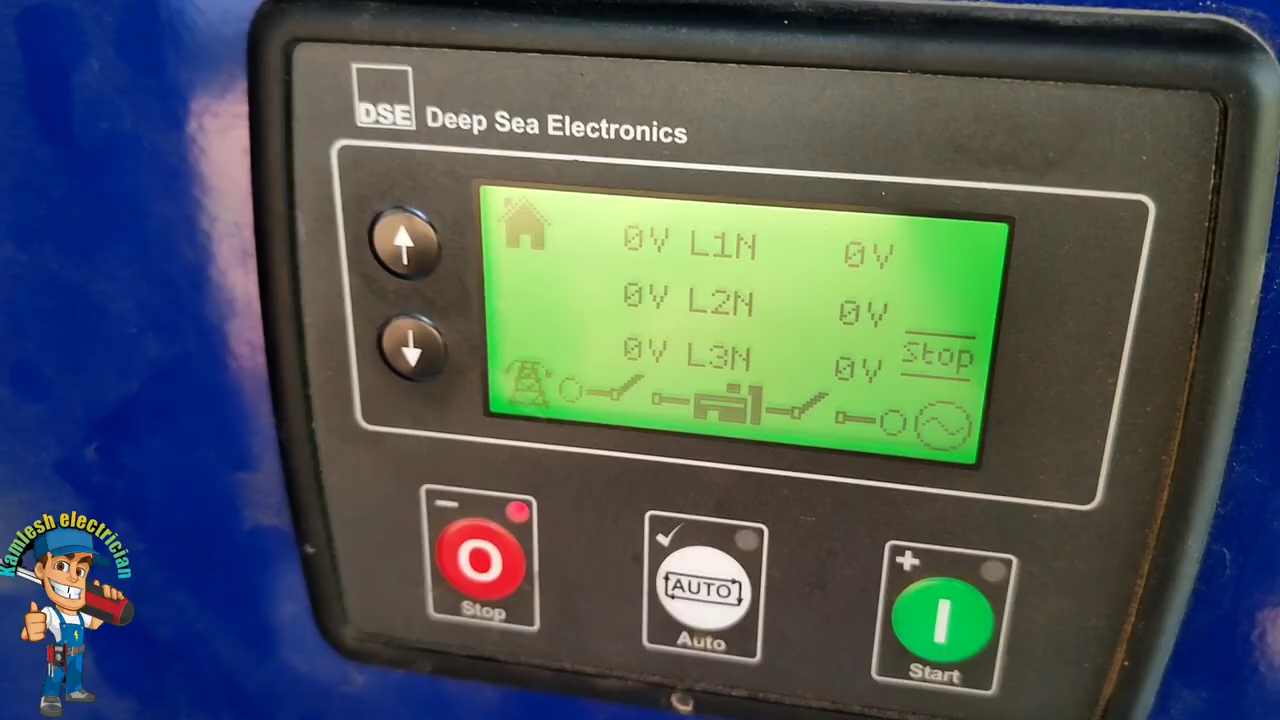 DSE Deep Sea Electronics
0V L1N 0V
0V L2N 0V
0V L3N 0V
Stop
O
Stop
AUTO
Auto
I
Start
Kamlesh electrician